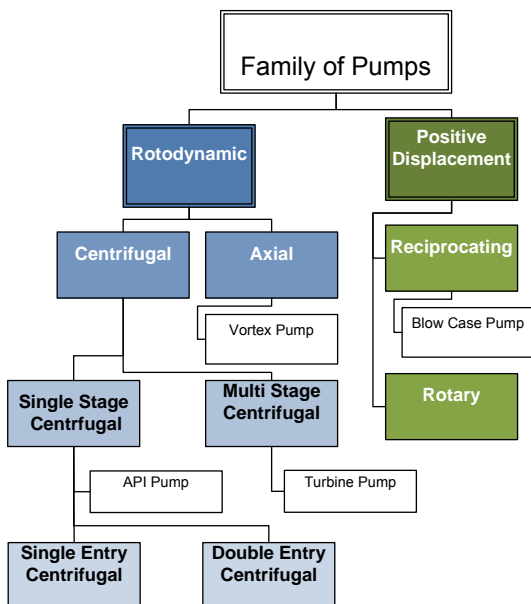 Family of Pumps
Rotodynamic
Positive
Displacement
Centrifugal
Axial
Reciprocating
Vortex Pump
Blow Case Pump
Single Stage
Centrfugal
Multi Stage
Centrifugal
Rotary
API Pump
Turbine Pump
Single Entry
Centrifugal
Double Entry
Centrifugal